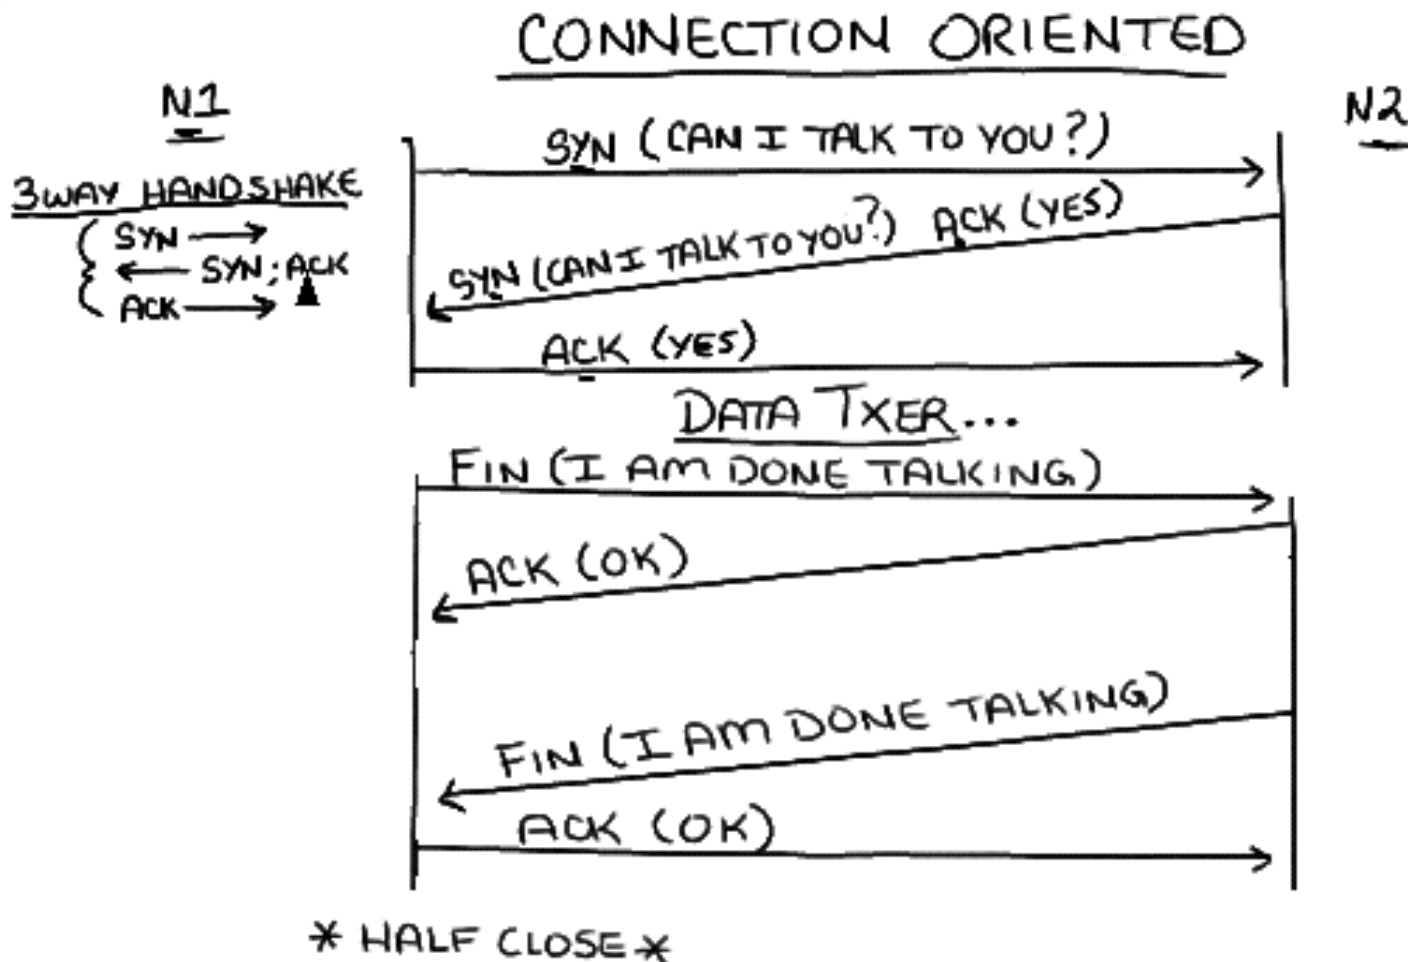 CONNECTION ORIENTED
N1
N2
SYN (CAN I TALK TO YOU?)
3WAY HANDSHAKE
SYN →
← SYN; ACK
ACK →
SYN (CAN I TALK TO YOU?) ACK (YES)
ACK (YES)
DATA TXER...
FIN (I AM DONE TALKING)
ACK (OK)
FIN (I AM DONE TALKING)
ACK (OK)
* HALF CLOSE *